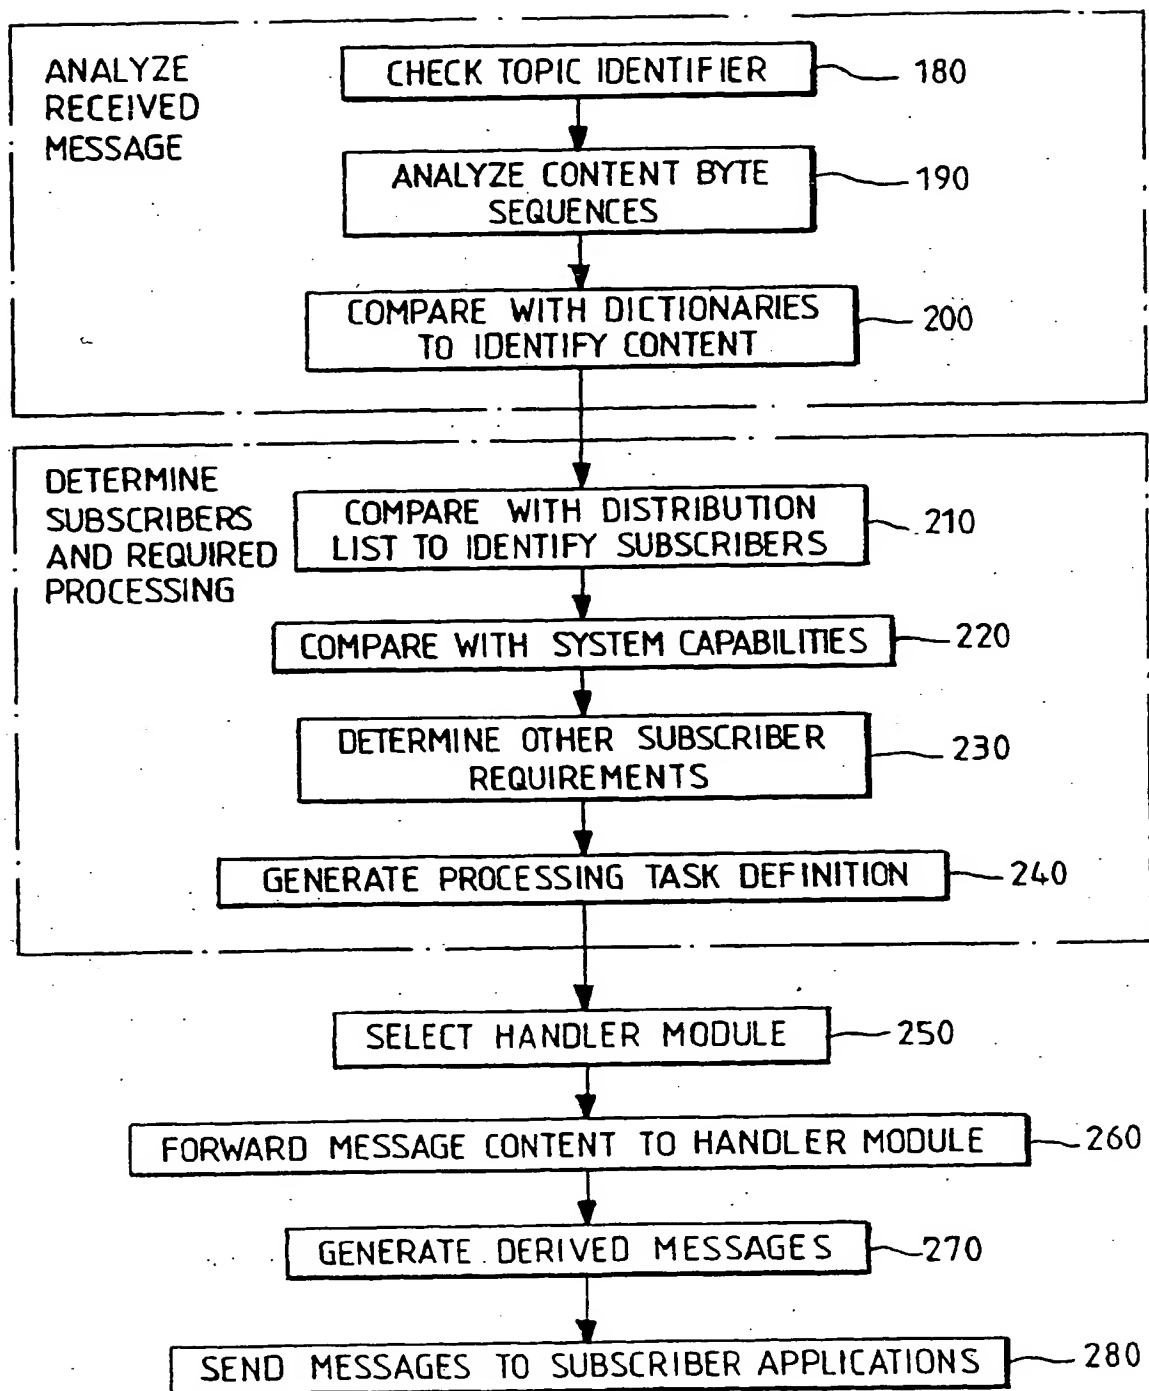 ANALYZE
RECEIVED
MESSAGE
CHECK TOPIC IDENTIFIER
180
ANALYZE CONTENT BYTE
SEQUENCES
190
COMPARE WITH DICTIONARIES
TO IDENTIFY CONTENT
200
DETERMINE
SUBSCRIBERS
AND REQUIRED
PROCESSING
COMPARE WITH DISTRIBUTION
LIST TO IDENTIFY SUBSCRIBERS
210
COMPARE WITH SYSTEM CAPABILITIES
220
DETERMINE OTHER SUBSCRIBER
REQUIREMENTS
230
GENERATE PROCESSING TASK DEFINITION
240
SELECT HANDLER MODULE
250
FORWARD MESSAGE CONTENT TO HANDLER MODULE
260
GENERATE DERIVED MESSAGES
270
SEND MESSAGES TO SUBSCRIBER APPLICATIONS
280